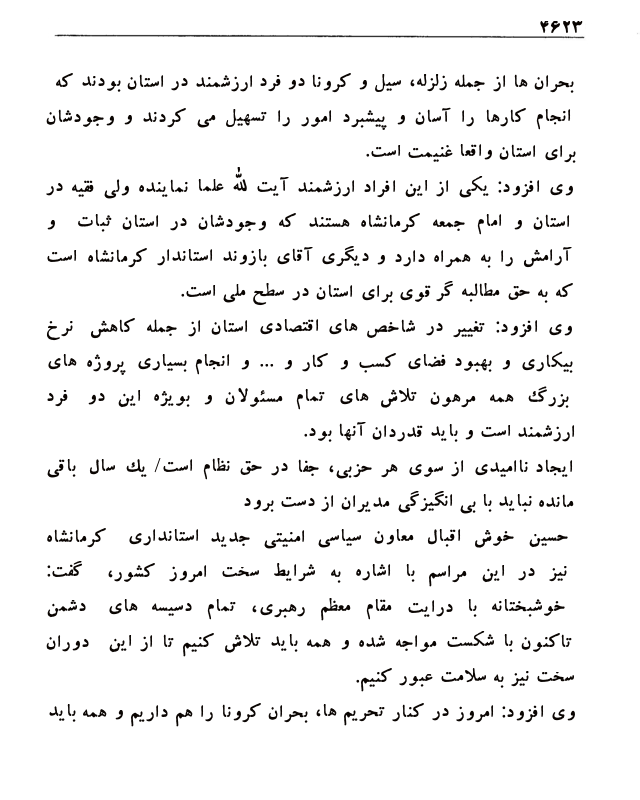 ۴۶۲۳
بحران ها از جمله زلزله، سیل و کرونا دو فرد ارزشمند در استان بودند که
انجام کارها را آسان و پیشبرد امور را تسهیل می کردند و وجودشان
برای استان واقعا غنیمت است.
وی افزود: یکی از این افراد ارزشمند آیت الله علما نماینده ولی فقیه در
استان و امام جمعه کرمانشاه هستند که وجودشان در استان ثبات و
آرامش را به همراه دارد و دیگری آقای بازوند استاندار کرمانشاه است
که به حق مطالبه گر قوی برای استان در سطح ملی است.
وی افزود: تغییر در شاخص های اقتصادی استان از جمله کاهش نرخ
بیکاری و بهبود فضای کسب و کار و ... و انجام بسیاری پروژه های
بزرگ همه مرهون تلاش های تمام مسئولان و بویژه این دو فرد
ارزشمند است و باید قدردان آنها بود.
ایجاد ناامیدی از سوی هر حزبی، جفا در حق نظام است/ یك سال باقی
مانده نباید با بی انگیزگی مدیران از دست برود
حسین خوش اقبال معاون سیاسی امنیتی جدید استانداری کرمانشاه
نیز در این مراسم با اشاره به شرایط سخت امروز کشور، گفت:
خوشبختانه با درایت مقام معظم رهبری، تمام دسیسه های دشمن
تاکنون با شکست مواجه شده و همه باید تلاش کنیم تا از این دوران
سخت نیز به سلامت عبور کنیم.
وی افزود: امروز در کنار تحریم ها، بحران کرونا را هم داریم و همه باید